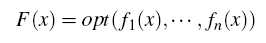 F(x) = opt(f₁(x), ⋯ , fₙ(x))